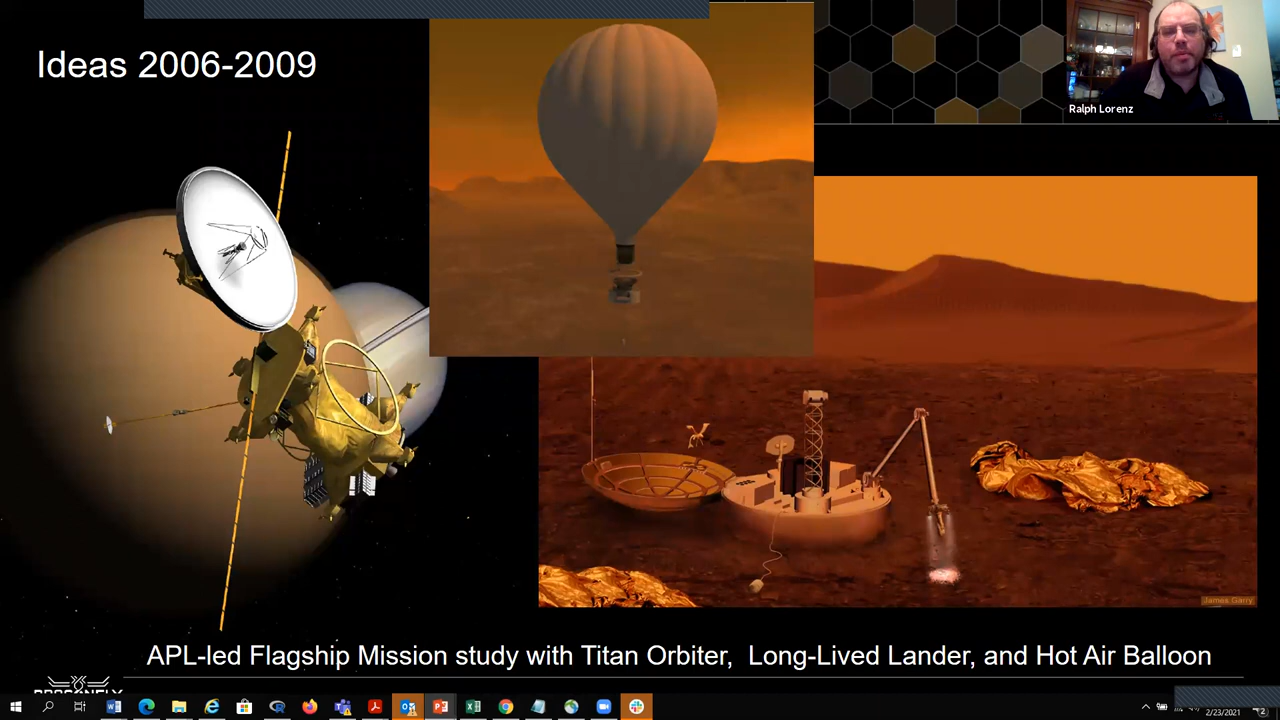 Ideas 2006-2009
Ralph Lorenz
James Garry
APL-led Flagship Mission study with Titan Orbiter, Long-Lived Lander, and Hot Air Balloon
DRAGONFLY
2/23/2021